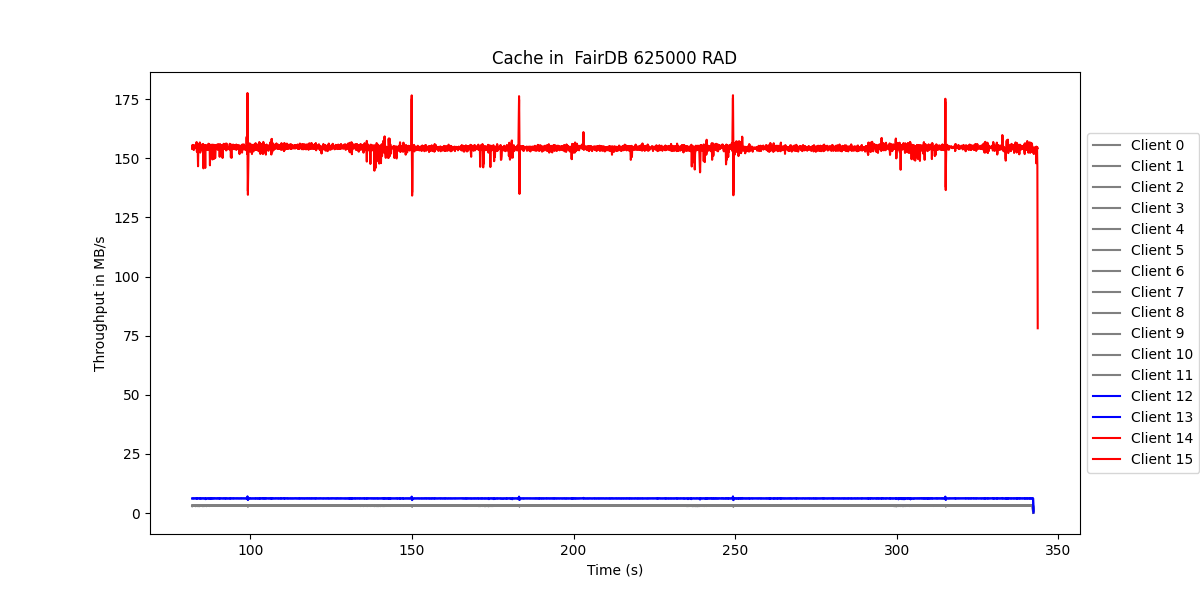 Cache in  FairDB 625000 RAD
Throughput in MB/s
175
150
125
100
75
50
25
0
100
150
200
250
300
350
Time (s)
Client 0
Client 1
Client 2
Client 3
Client 4
Client 5
Client 6
Client 7
Client 8
Client 9
Client 10
Client 11
Client 12
Client 13
Client 14
Client 15